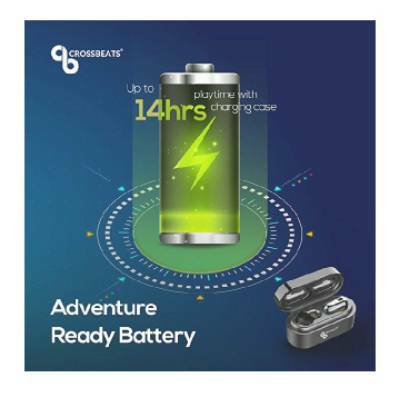 CROSSBEATS®
Up to
14hrs
playtime with
charging case
Adventure
Ready Battery